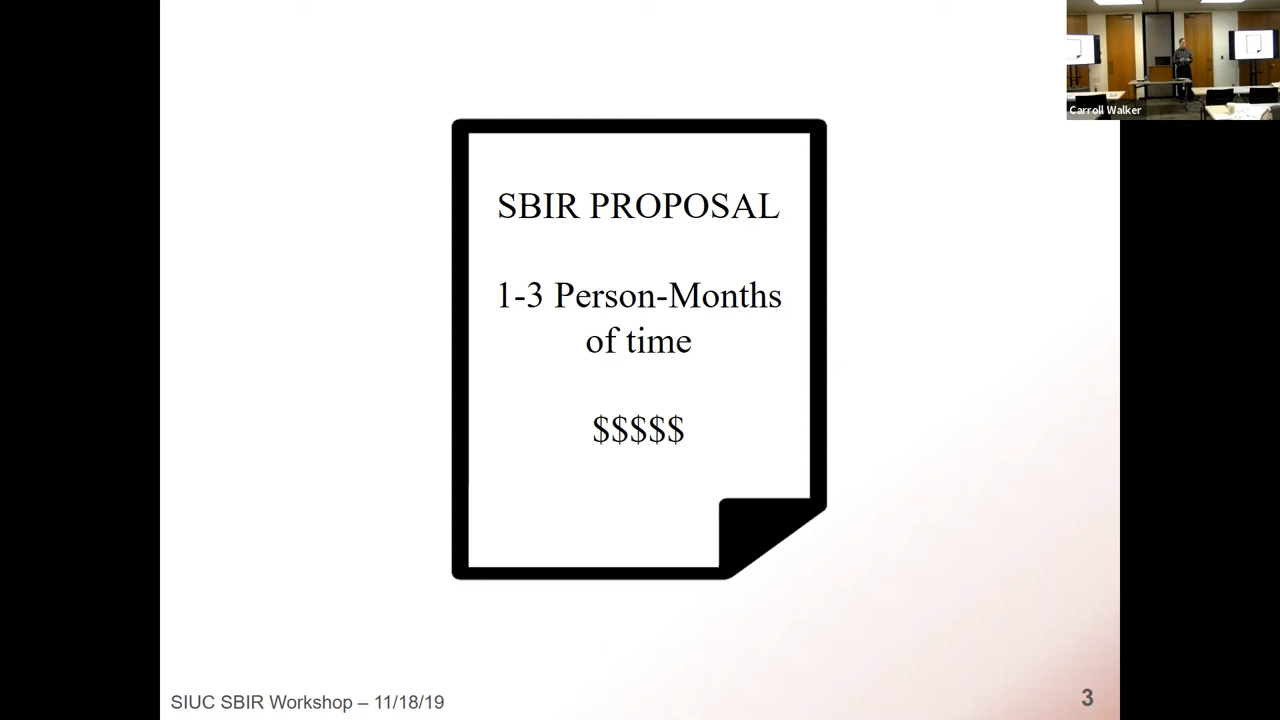 Carroll Walker
SBIR PROPOSAL
1-3 Person-Months
of time
$$$$$
SIUC SBIR Workshop – 11/18/19
3